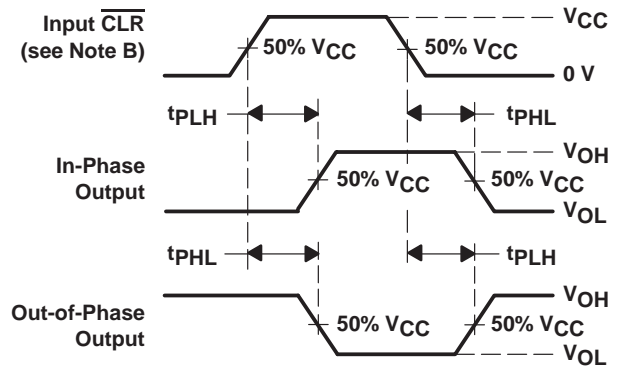 Input CLR
(see Note B)
VCC
50% VCC
50% VCC
0 V
tPLH
tPHL
In-Phase
Output
VOH
50% VCC
50% VCC
VOL
tPHL
tPLH
Out-of-Phase
Output
VOH
50% VCC
50% VCC
VOL